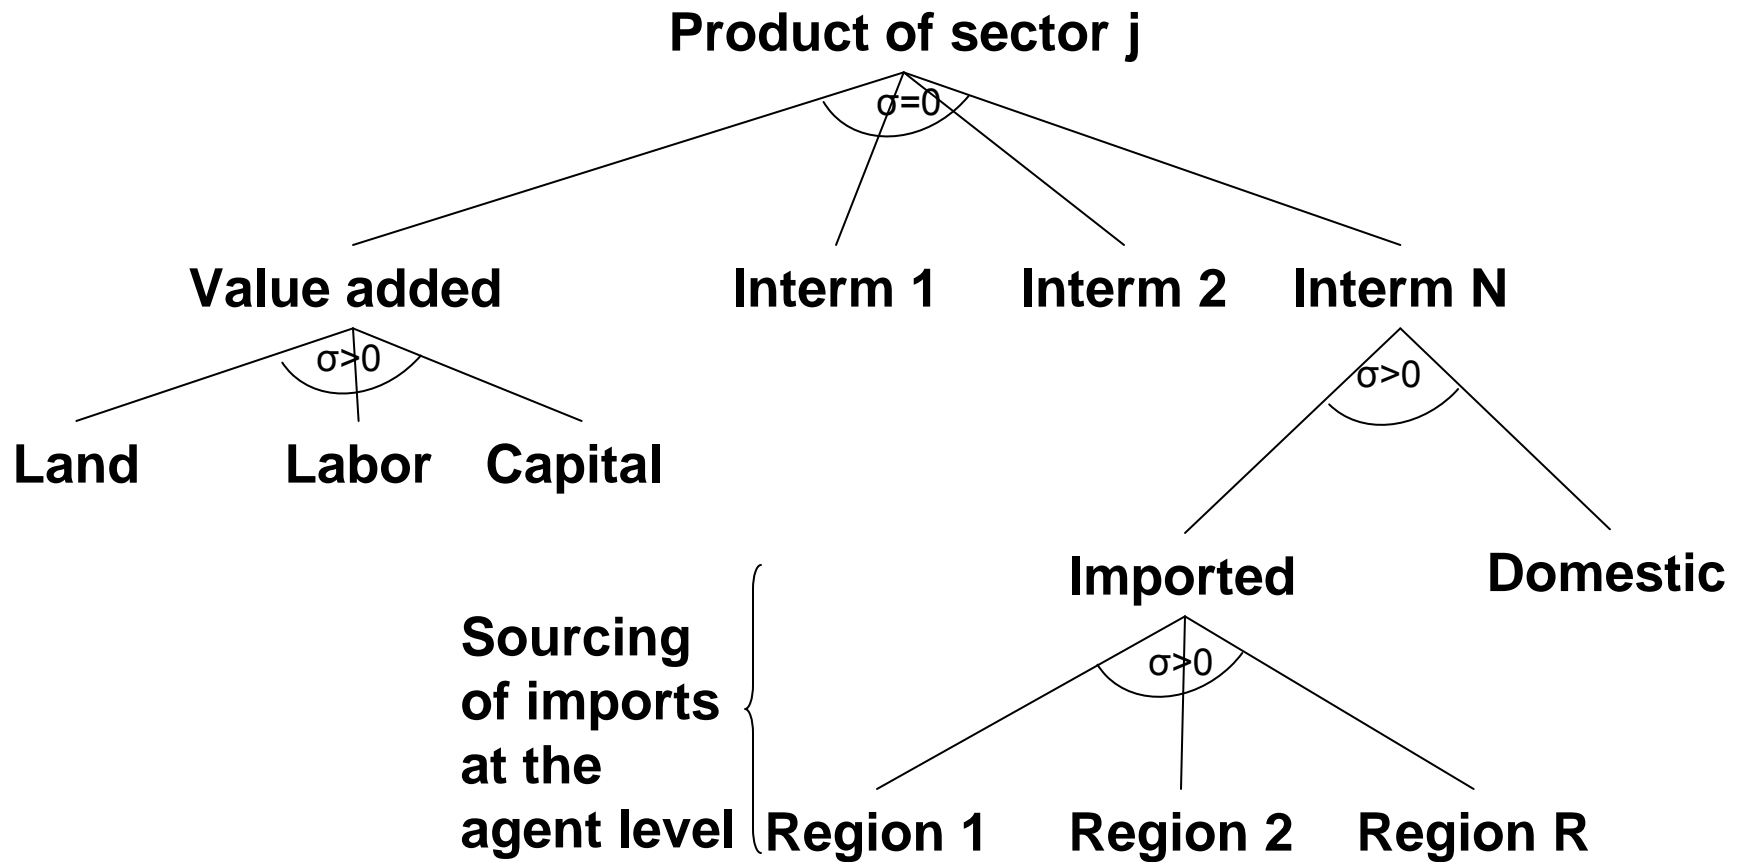 Product of sector j
σ=0
Value added
Interm 1
Interm 2
Interm N
σ>0
σ>0
Land
Labor
Capital
Imported
Domestic
Sourcing
of imports
at the
agent level
σ>0
Region 1
Region 2
Region R